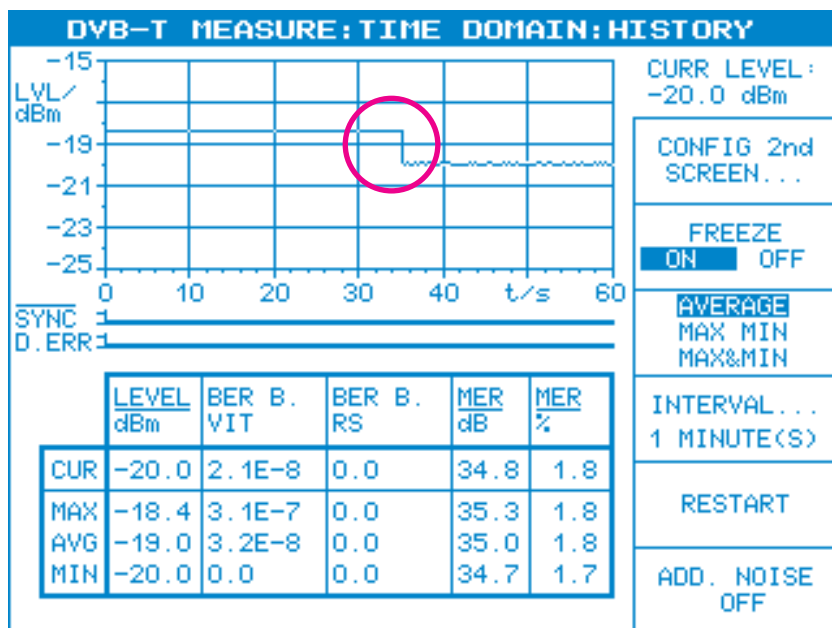 DVB-T MEASURE:TIME DOMAIN:HISTORY
-15
LVL/
dBm
-19
-21
-23
-25
0 10 20 30 40 t/s 60
SYNC 1
D.ERR 1
LEVEL dBm BER B. VIT BER B. RS MER dB MER %
CUR -20.0 2.1E-8 0.0 34.8 1.8
MAX -18.4 3.1E-7 0.0 35.3 1.8
AVG -19.0 3.2E-8 0.0 35.0 1.8
MIN -20.0 0.0 0.0 34.7 1.7
CURR LEVEL:
-20.0 dBm
CONFIG 2nd
SCREEN...
FREEZE
ON OFF
AVERAGE
MAX MIN
MAX&MIN
INTERVAL...
1 MINUTE(S)
RESTART
ADD. NOISE
OFF